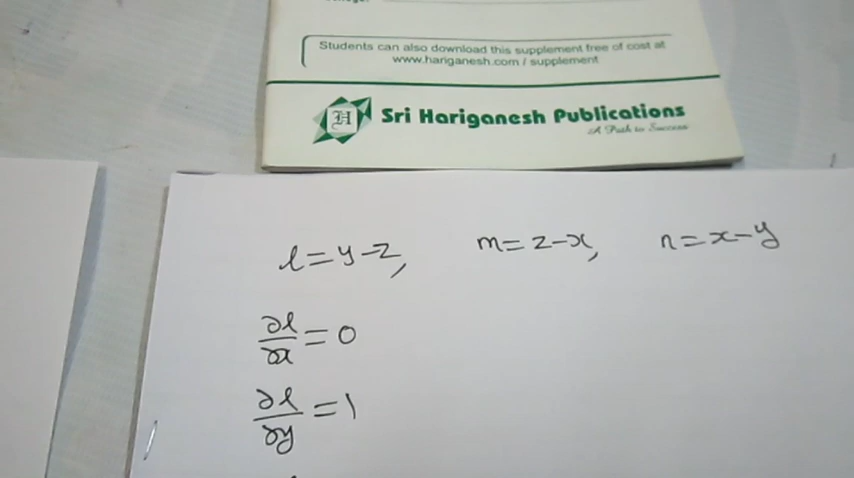 Students can also download this supplement free of cost at
www.hariganesh.com / supplement
H Sri Hariganesh Publications
A Path to Success
l = y - z, m = z - x, n = x - y
∂l/∂x = 0
∂l/∂y = 1